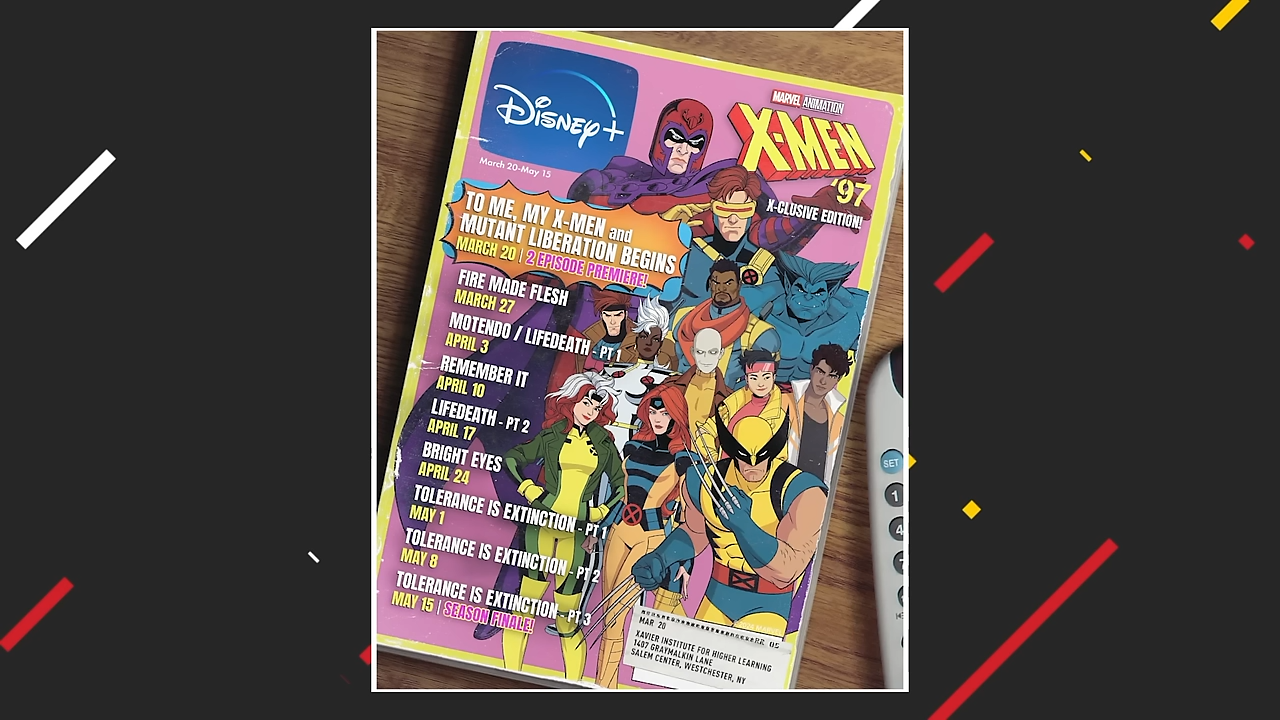 Disney+
March 20-May 15
MARVEL ANIMATION
X-MEN
'97
X-CLUSIVE EDITION!
TO ME, MY X-MEN and
MUTANT LIBERATION BEGINS
MARCH 20 | 2 EPISODE PREMIERE!
FIRE MADE FLESH
MARCH 27
MOTENDO / LIFEDEATH - PT 1
APRIL 3
REMEMBER IT
APRIL 10
LIFEDEATH - PT 2
APRIL 17
BRIGHT EYES
APRIL 24
TOLERANCE IS EXTINCTION - PT 1
MAY 1
TOLERANCE IS EXTINCTION - PT 2
MAY 8
TOLERANCE IS EXTINCTION - PT 3
MAY 15 | SEASON FINALE!
MAR 20
XAVIER INSTITUTE FOR HIGHER LEARNING
1407 GRAYMALKIN LANE
SALEM CENTER, WESTCHESTER, NY
SET
1
4
7